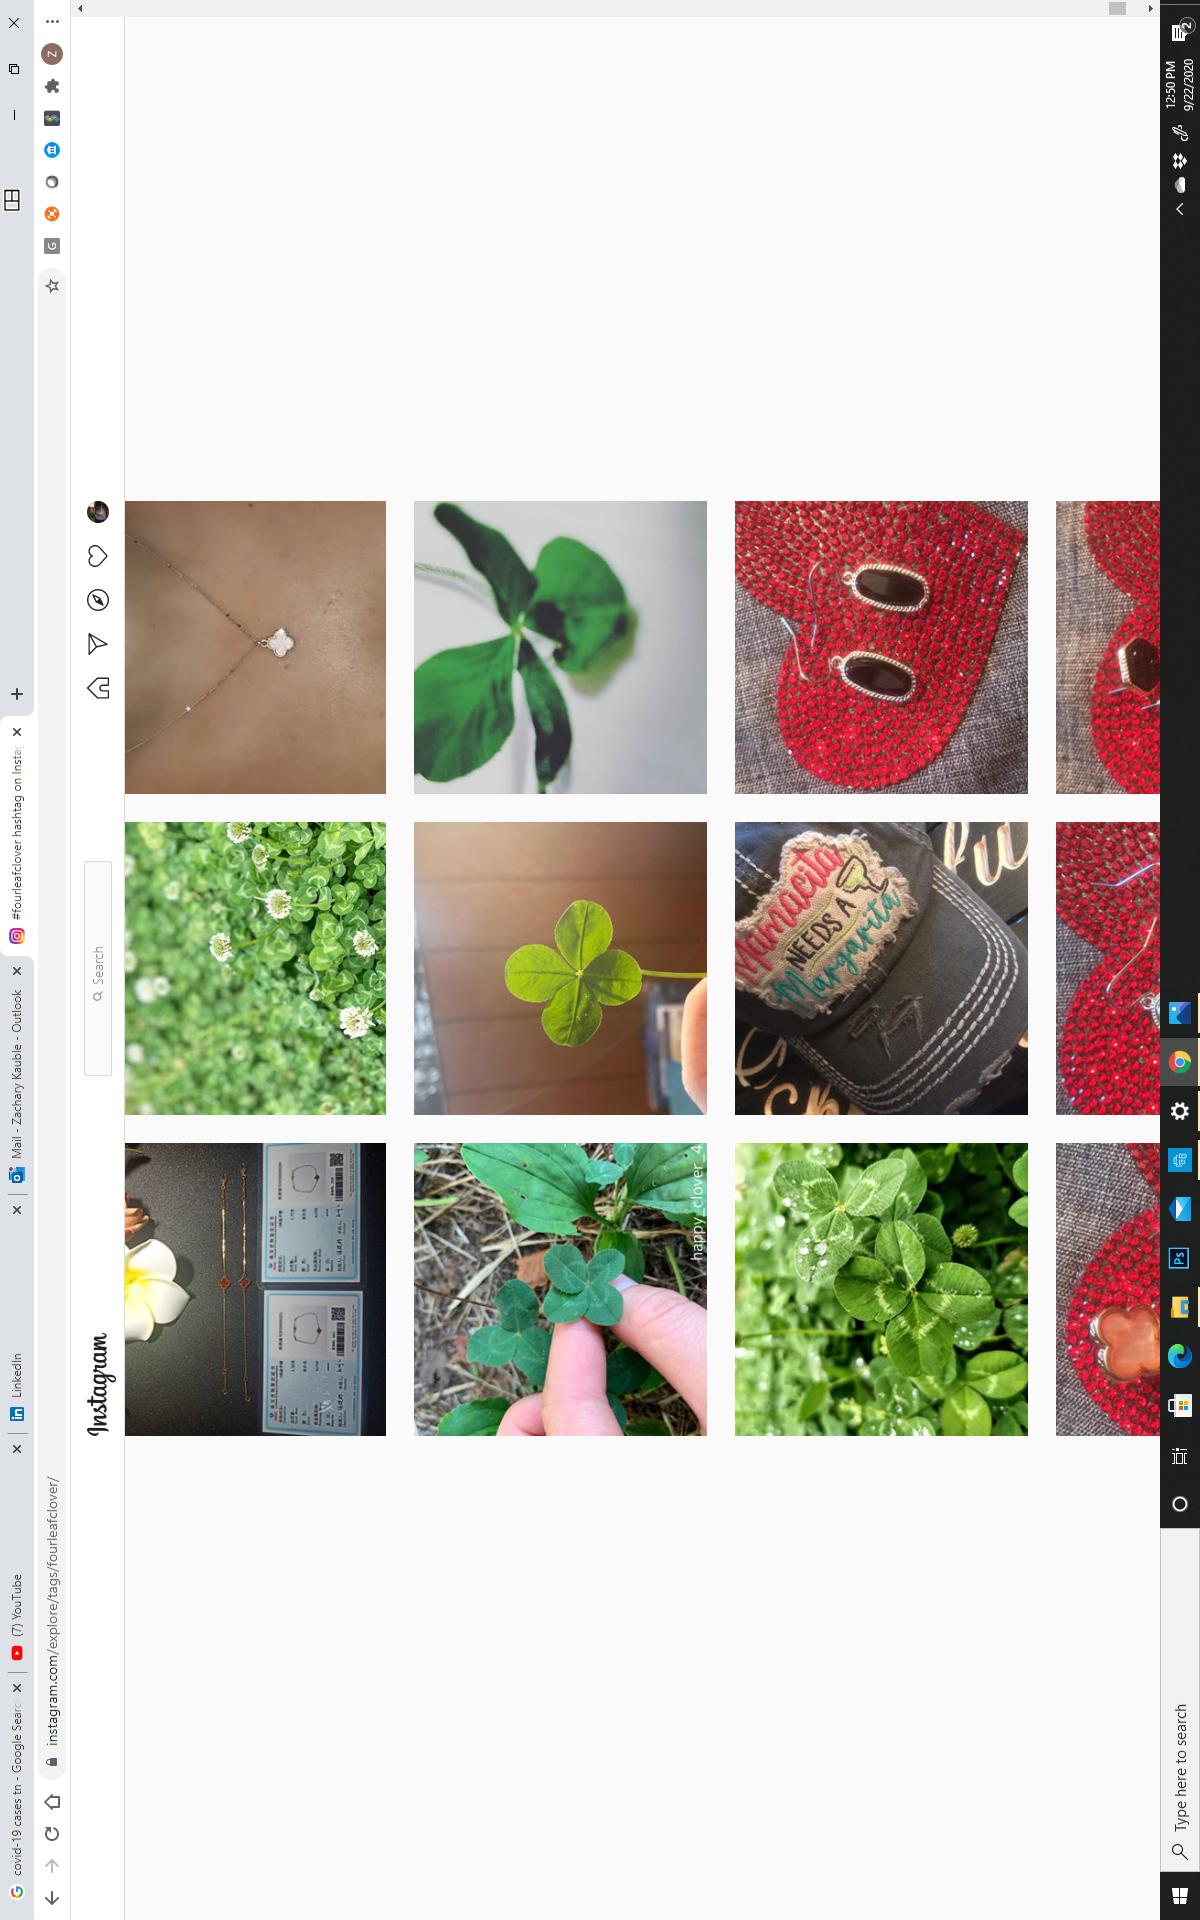 covid-19 cases tn - Google Searc
(7) YouTube
LinkedIn
Mail - Zachary Kauble - Outlook
#fourleafclover hashtag on Insta
instagram.com/explore/tags/fourleafclover/
G
Z
Instagram
Search
happy_clover_4
Mamacita
NEEDS A
Margarita
Type here to search
Ps
12:50 PM
9/22/2020
2